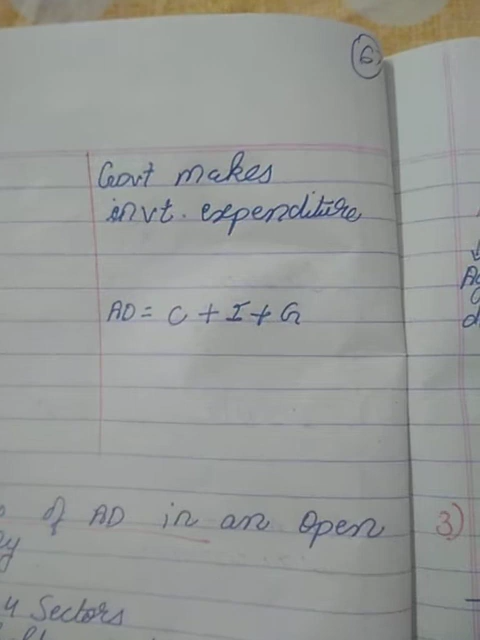 6
Govt makes
invt. expenditure
AD = C + I + G
of AD in an open
3)
4 Sectors